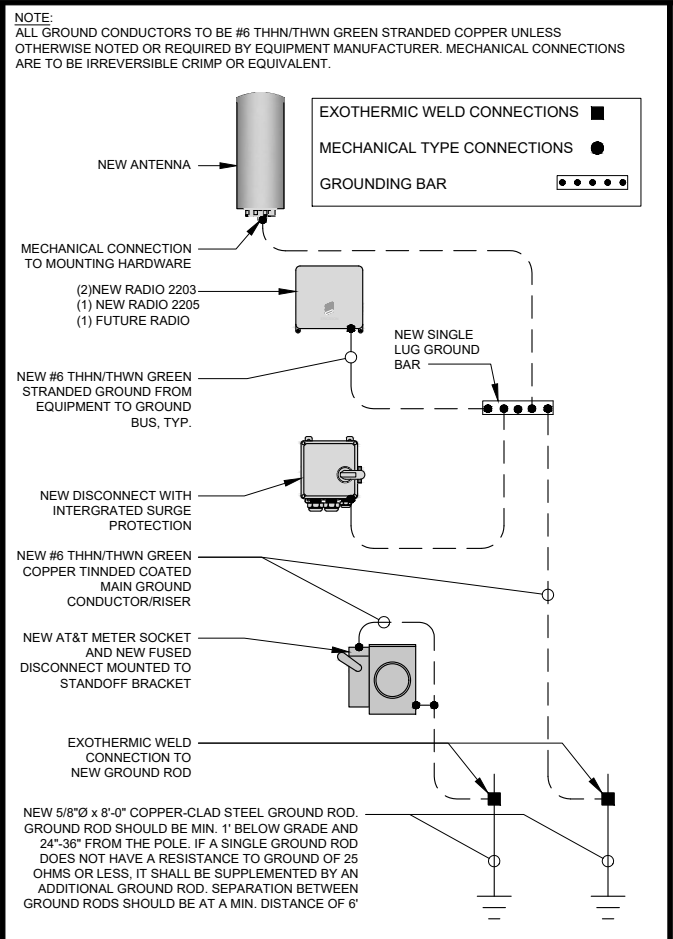 NOTE:
ALL GROUND CONDUCTORS TO BE #6 THHN/THWN GREEN STRANDED COPPER UNLESS
OTHERWISE NOTED OR REQUIRED BY EQUIPMENT MANUFACTURER. MECHANICAL CONNECTIONS
ARE TO BE IRREVERSIBLE CRIMP OR EQUIVALENT.
EXOTHERMIC WELD CONNECTIONS
MECHANICAL TYPE CONNECTIONS
GROUNDING BAR
NEW ANTENNA
MECHANICAL CONNECTION
TO MOUNTING HARDWARE
(2)NEW RADIO 2203
(1) NEW RADIO 2205
(1) FUTURE RADIO
NEW SINGLE
LUG GROUND
BAR
NEW #6 THHN/THWN GREEN
STRANDED GROUND FROM
EQUIPMENT TO GROUND
BUS, TYP.
NEW DISCONNECT WITH
INTERGRATED SURGE
PROTECTION
NEW #6 THHN/THWN GREEN
COPPER TINNDED COATED
MAIN GROUND
CONDUCTOR/RISER
NEW AT&T METER SOCKET
AND NEW FUSED
DISCONNECT MOUNTED TO
STANDOFF BRACKET
EXOTHERMIC WELD
CONNECTION TO
NEW GROUND ROD
NEW 5/8"Ø x 8'-0" COPPER-CLAD STEEL GROUND ROD.
GROUND ROD SHOULD BE MIN. 1' BELOW GRADE AND
24"-36" FROM THE POLE. IF A SINGLE GROUND ROD
DOES NOT HAVE A RESISTANCE TO GROUND OF 25
OHMS OR LESS, IT SHALL BE SUPPLEMENTED BY AN
ADDITIONAL GROUND ROD. SEPARATION BETWEEN
GROUND RODS SHOULD BE AT A MIN. DISTANCE OF 6'